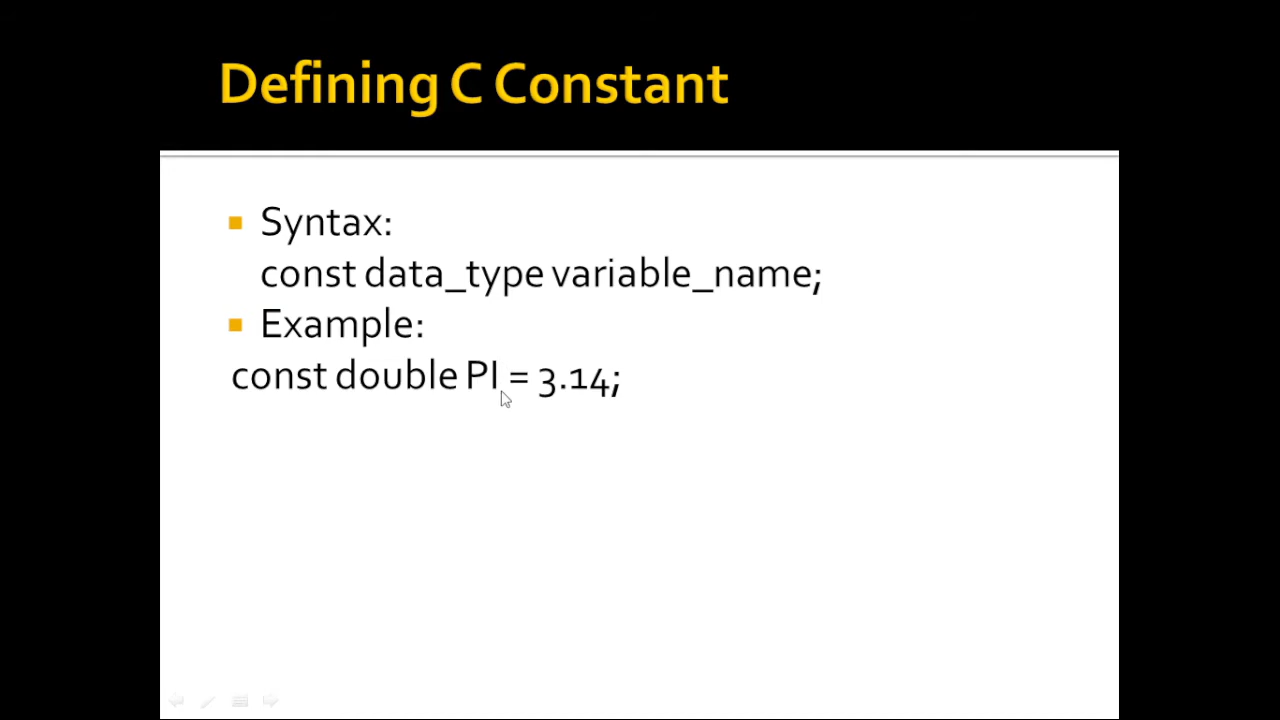 Defining C Constant
Syntax:
const data_type variable_name;
Example:
const double PI = 3.14;